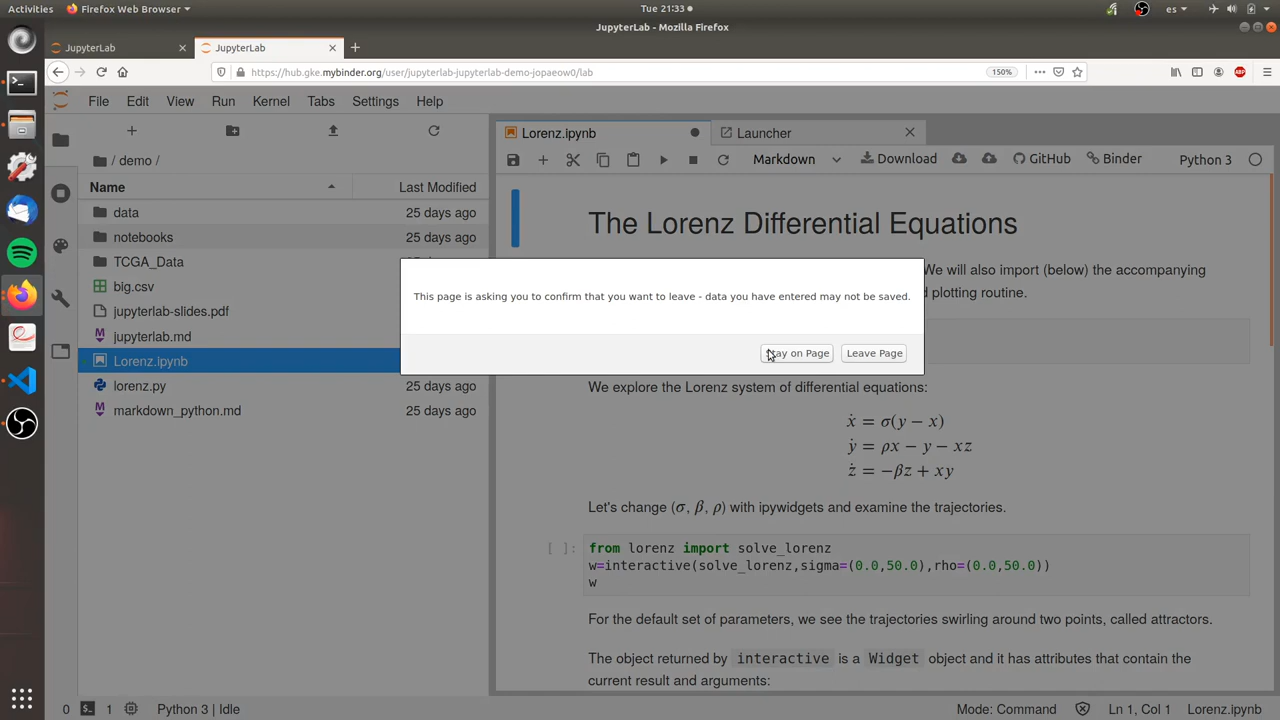 Activities
Firefox Web Browser
Tue 21:33
es
JupyterLab - Mozilla Firefox
JupyterLab
JupyterLab
https://hub.gke.mybinder.org/user/jupyterlab-jupyterlab-demo-jopaeow0/lab
150%
ABP
File Edit View Run Kernel Tabs Settings Help
Lorenz.ipynb
Launcher
/ demo /
Markdown
Download
GitHub
Binder
Python 3
Name
Last Modified
data 25 days ago
notebooks 25 days ago
TCGA_Data 25 days ago
big.csv 25 days ago
jupyterlab-slides.pdf
jupyterlab.md
Lorenz.ipynb
lorenz.py 25 days ago
markdown_python.md 25 days ago
The Lorenz Differential Equations
We will also import (below) the accompanying
plotting routine.
This page is asking you to confirm that you want to leave - data you have entered may not be saved.
on Page
Leave Page
We explore the Lorenz system of differential equations:
ẋ = σ(y − x)
ẏ = ρx − y − xz
ż = −βz + xy
Let's change (σ, β, ρ) with ipywidgets and examine the trajectories.
[ ]: from lorenz import solve_lorenz
w=interactive(solve_lorenz,sigma=(0.0,50.0),rho=(0.0,50.0))
w
For the default set of parameters, we see the trajectories swirling around two points, called attractors.
The object returned by interactive is a Widget object and it has attributes that contain the
current result and arguments:
0
1
Python 3 | Idle
Mode: Command
Ln 1, Col 1
Lorenz.ipynb